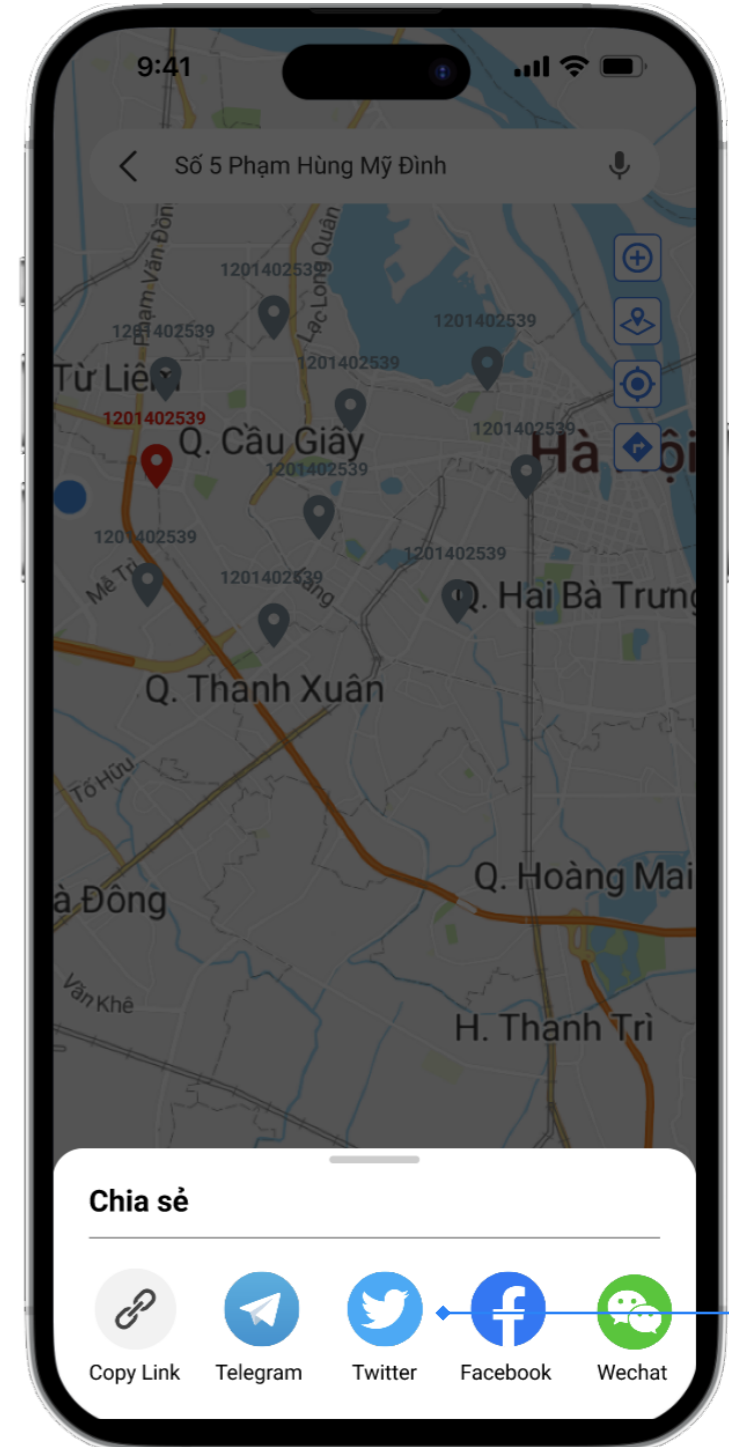 9:41
Số 5 Phạm Hùng Mỹ Đình
Phạm Văn Đồn
Lạc Long Quân
1201402539
1201402539
1201402539
1201402539
Từ Liêm
1201402539
Q. Cầu Giấy
1201402539
Hà Nội
1201402539
1201402539
1201402539
Mễ Trì
1201402539
Láng
Q. Hai Bà Trưng
Q. Thanh Xuân
Tố Hữu
Q. Hoàng Mai
à Đông
Văn Khê
H. Thanh Trì
Chia sẻ
Copy Link
Telegram
Twitter
Facebook
Wechat